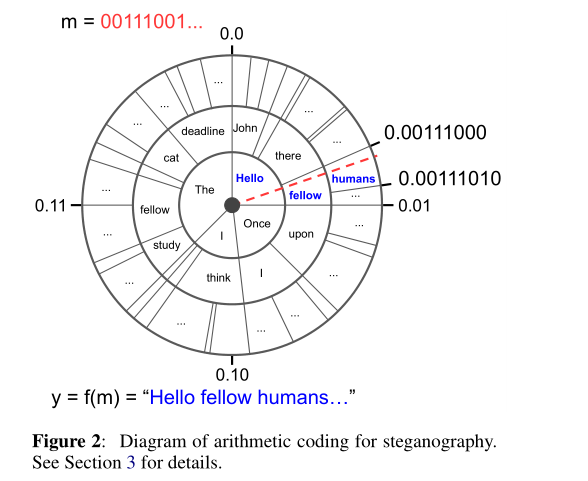 m = 00111001...
0.0
...
deadline
John
...
...
...
...
0.00111000
cat
there
Hello
humans
0.00111010
...
The
fellow
...
0.11
fellow
0.01
Once
...
...
study
I
upon
...
think
I
...
...
...
...
0.10
y = f(m) = “Hello fellow humans…”
Figure 2: Diagram of arithmetic coding for steganography.
See Section 3 for details.